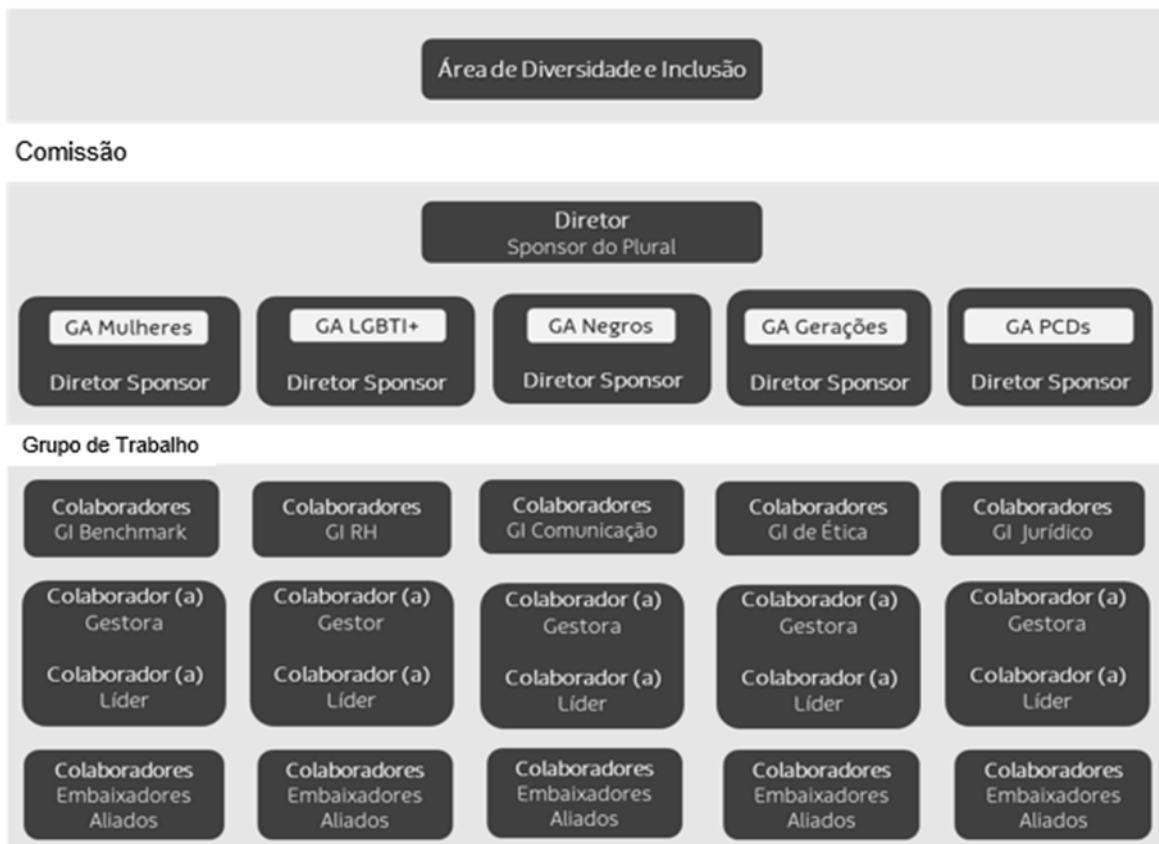 Área de Diversidade e Inclusão
Comissão
Diretor
Sponsor do Plural
GA Mulheres
Diretor Sponsor
GA LGBTI+
Diretor Sponsor
GA Negros
Diretor Sponsor
GA Gerações
Diretor Sponsor
GA PCDs
Diretor Sponsor
Grupo de Trabalho
Colaboradores
GI Benchmark
Colaboradores
GI RH
Colaboradores
GI Comunicação
Colaboradores
GI de Ética
Colaboradores
GI Jurídico
Colaborador (a)
Gestora
Colaborador (a)
Líder
Colaborador (a)
Gestor
Colaborador (a)
Líder
Colaborador (a)
Gestora
Colaborador (a)
Líder
Colaborador (a)
Gestora
Colaborador (a)
Líder
Colaborador (a)
Gestora
Colaborador (a)
Líder
Colaboradores
Embaixadores
Aliados
Colaboradores
Embaixadores
Aliados
Colaboradores
Embaixadores
Aliados
Colaboradores
Embaixadores
Aliados
Colaboradores
Embaixadores
Aliados